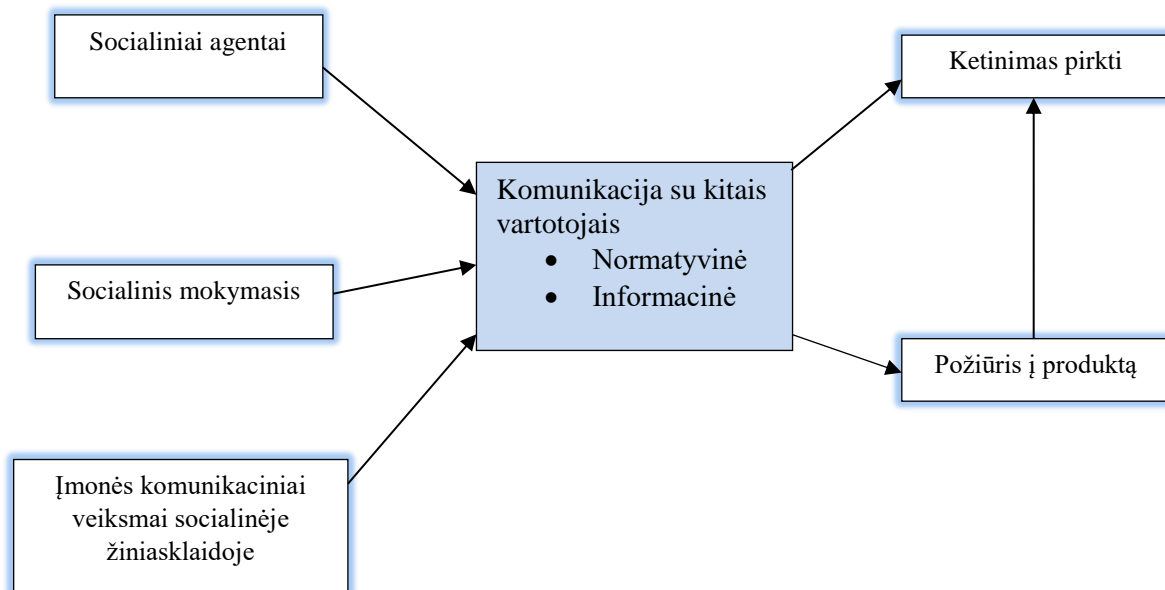 Socialiniai agentai
Ketinimas pirkti
Komunikacija su kitais
vartotojais
• Normatyvinė
• Informacinė
Socialinis mokymasis
Požiūris į produktą
Įmonės komunikaciniai
veiksmai socialinėje
žiniasklaidoje